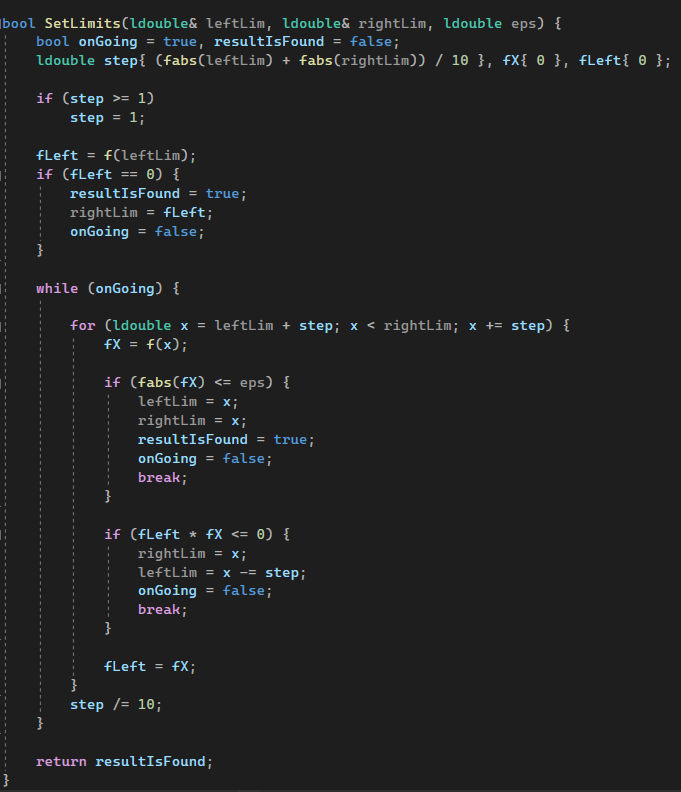 bool SetLimits(ldouble& leftLim, ldouble& rightLim, ldouble eps) {
    bool onGoing = true, resultIsFound = false;
    ldouble step{ (fabs(leftLim) + fabs(rightLim)) / 10 }, fX{ 0 }, fLeft{ 0 };

    if (step >= 1)
        step = 1;

    fLeft = f(leftLim);
    if (fLeft == 0) {
        resultIsFound = true;
        rightLim = fLeft;
        onGoing = false;
    }

    while (onGoing) {

        for (ldouble x = leftLim + step; x < rightLim; x += step) {
            fX = f(x);

            if (fabs(fX) <= eps) {
                leftLim = x;
                rightLim = x;
                resultIsFound = true;
                onGoing = false;
                break;
            }

            if (fLeft * fX <= 0) {
                rightLim = x;
                leftLim = x -= step;
                onGoing = false;
                break;
            }

            fLeft = fX;
        }
        step /= 10;
    }

    return resultIsFound;
}